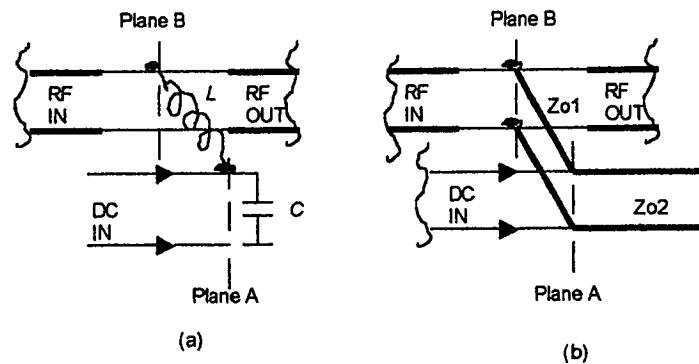 Plane B
RF
IN
L
RF
OUT
DC
IN
C
Plane A
(a)
Plane B
RF
IN
Zo1
RF
OUT
DC
IN
Zo2
Plane A
(b)